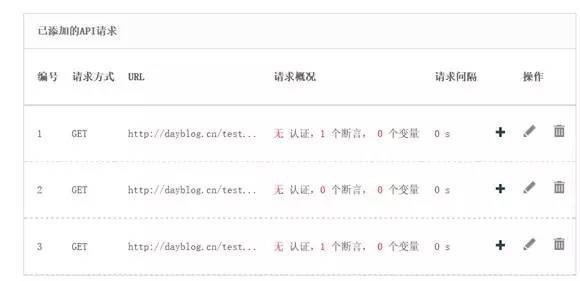 已添加的API请求
编号 请求方式 URL 请求概况 请求间隔 操作
1 GET http://dayblog.cn/test... 无 认证, 1 个断言, 0 个变量 0 s
2 GET http://dayblog.cn/test... 无 认证, 0 个断言, 0 个变量 0 s
3 GET http://dayblog.cn/test... 无 认证, 1 个断言, 0 个变量 0 s